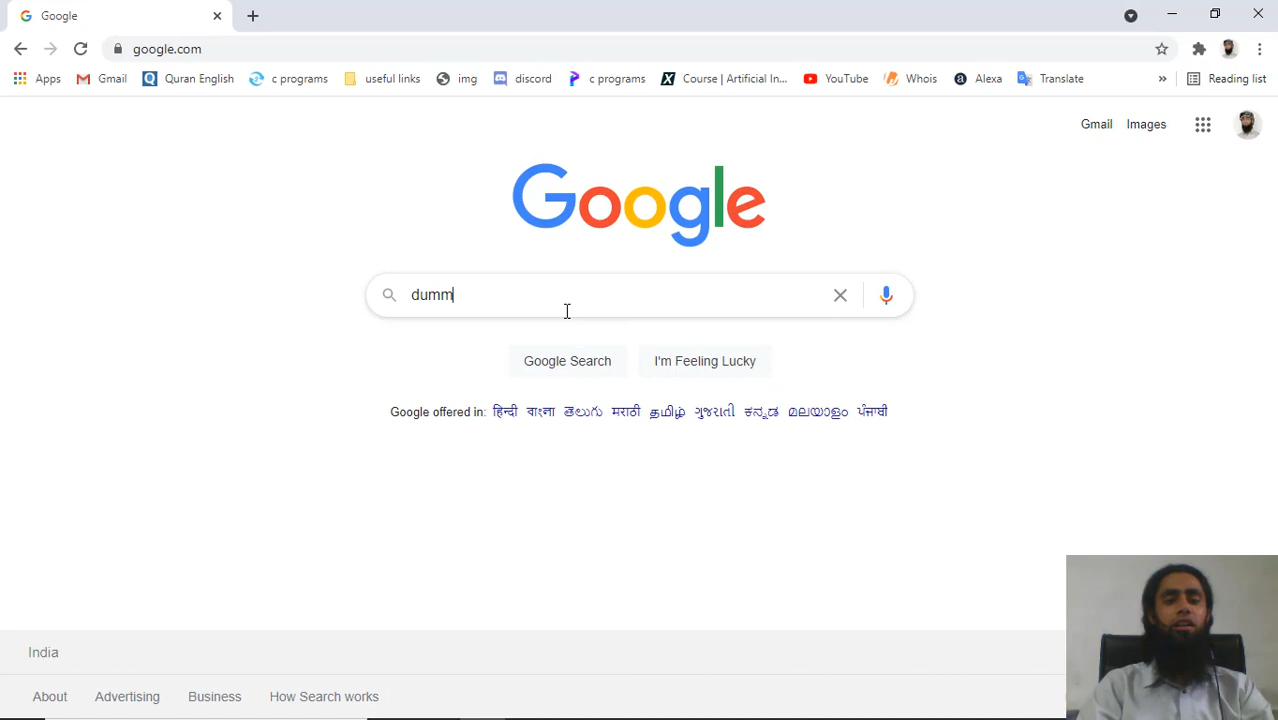 Google
google.com
Apps Gmail Quran English c programs useful links img discord c programs Course | Artificial In... YouTube Whois Alexa Translate » Reading list
Gmail Images
Google
dumm
Google Search I'm Feeling Lucky
Google offered in: हिन्दी বাংলা తెలుగు मराठी தமிழ் ગુજરાતી ಕನ್ನಡ മലയാളം ਪੰਜਾਬੀ
India
About Advertising Business How Search works